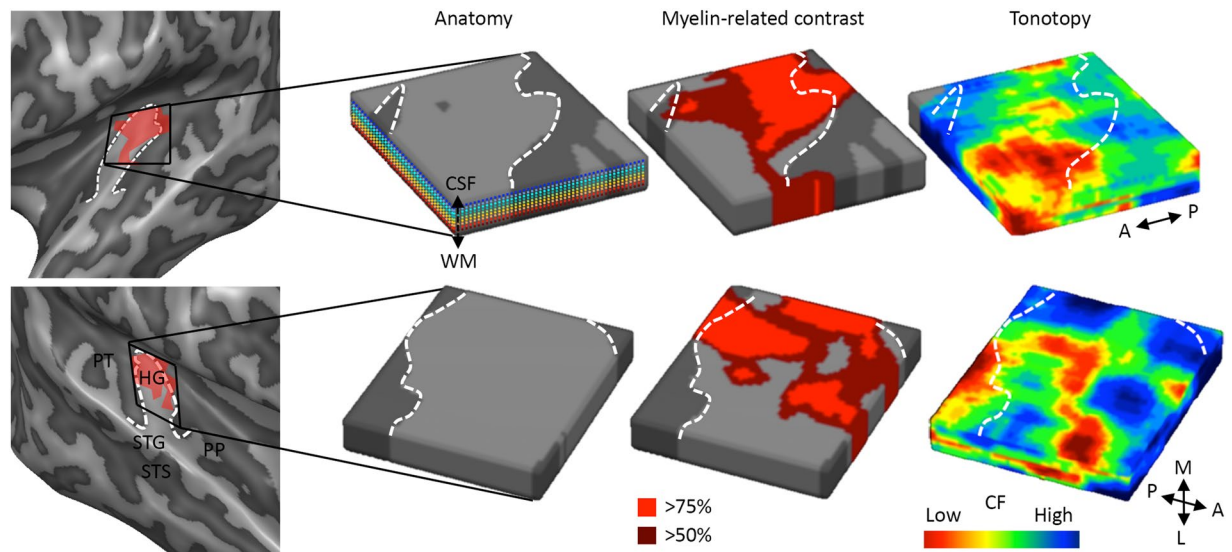 Anatomy
Myelin-related contrast
Tonotopy
CSF
WM
A
P
PT
HG
STG
PP
STS
>75%
>50%
Low
CF
High
M
P
A
L